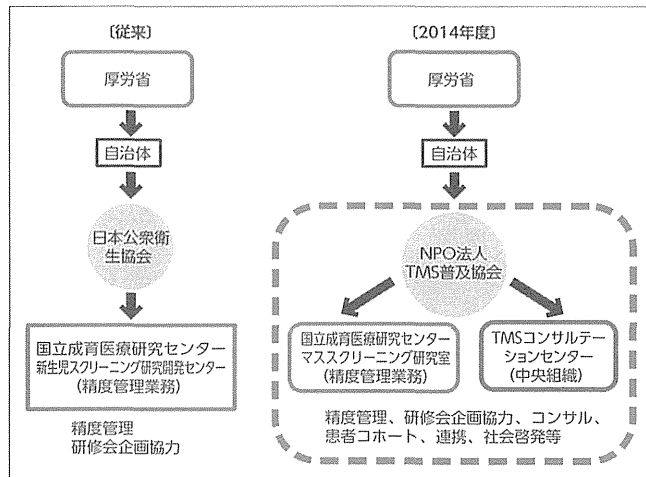 〔従来〕
厚労省
自治体
日本公衆衛
生協会
国立成育医療研究センター
新生児スクリーニング研究開発センター
(精度管理業務)
精度管理
研修会企画協力
〔2014年度〕
厚労省
自治体
NPO法人
TMS普及協会
国立成育医療研究センター
マススクリーニング研究室
(精度管理業務)
TMSコンサルテー
ションセンター
(中央組織)
精度管理、研修会企画協力、コンサル、
患者コホート、連携、社会啓発等